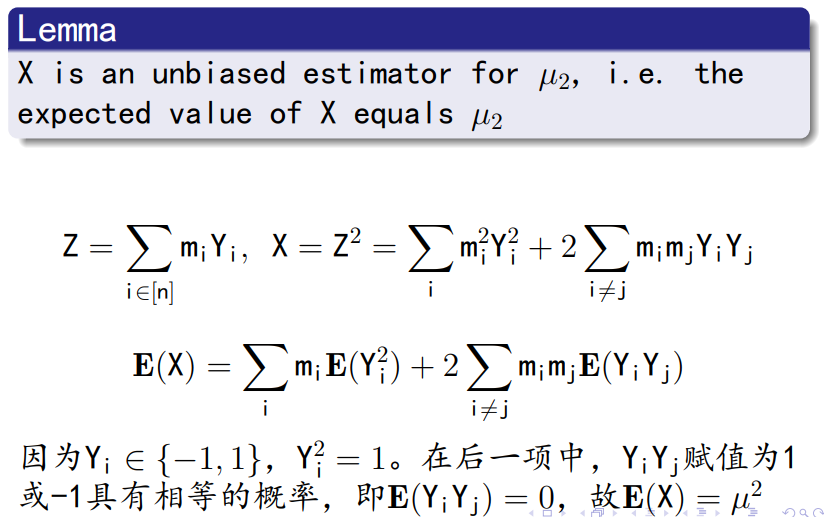 Lemma
X is an unbiased estimator for μ₂, i.e. the
expected value of X equals μ₂
Z = ∑_{i∈[n]} m_i Y_i, X = Z² = ∑_i m_i² Y_i² + 2 ∑_{i≠j} m_i m_j Y_i Y_j
E(X) = ∑_i m_i E(Y_i²) + 2 ∑_{i≠j} m_i m_j E(Y_i Y_j)
因为Y_i ∈ {−1, 1}, Y_i² = 1。在后一项中, Y_i Y_j赋值为1
或-1具有相等的概率, 即E(Y_i Y_j) = 0, 故E(X) = μ²